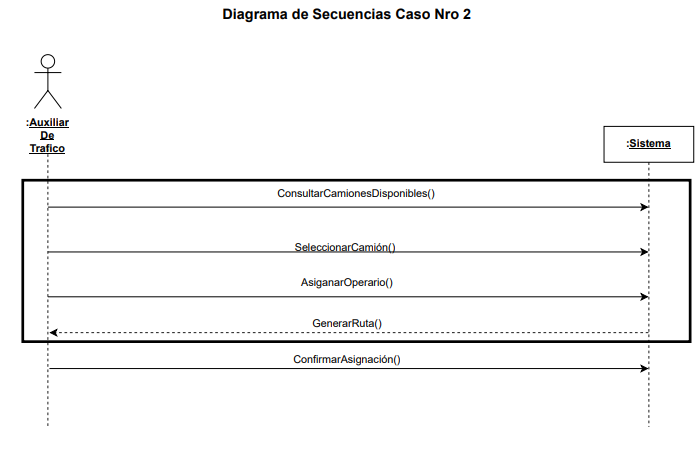 Diagrama de Secuencias Caso Nro 2
:Auxiliar
De
Trafico
:Sistema
ConsultarCamionesDisponibles()
SeleccionarCamión()
AsiganarOperario()
GenerarRuta()
ConfirmarAsignación()